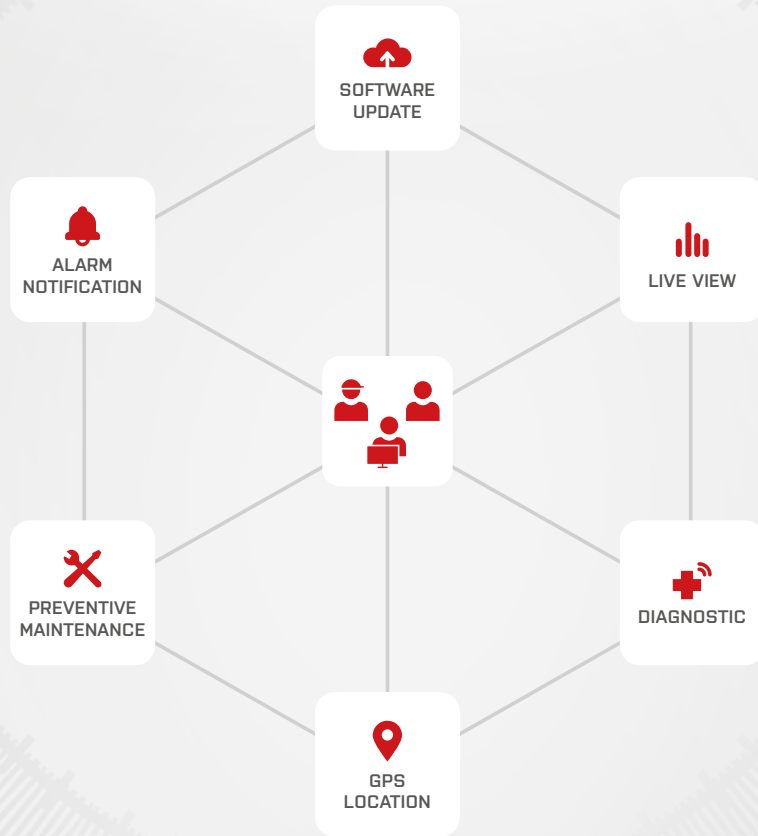 SOFTWARE
UPDATE
ALARM
NOTIFICATION
LIVE VIEW
PREVENTIVE
MAINTENANCE
DIAGNOSTIC
GPS
LOCATION